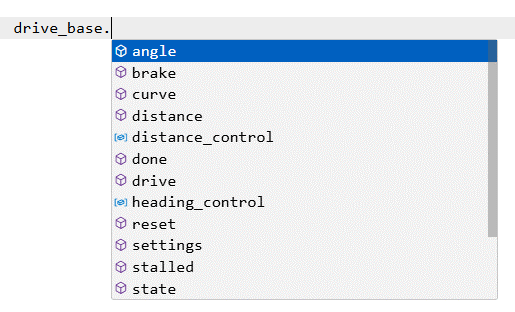 drive_base.
angle
brake
curve
distance
distance_control
done
drive
heading_control
reset
settings
stalled
state